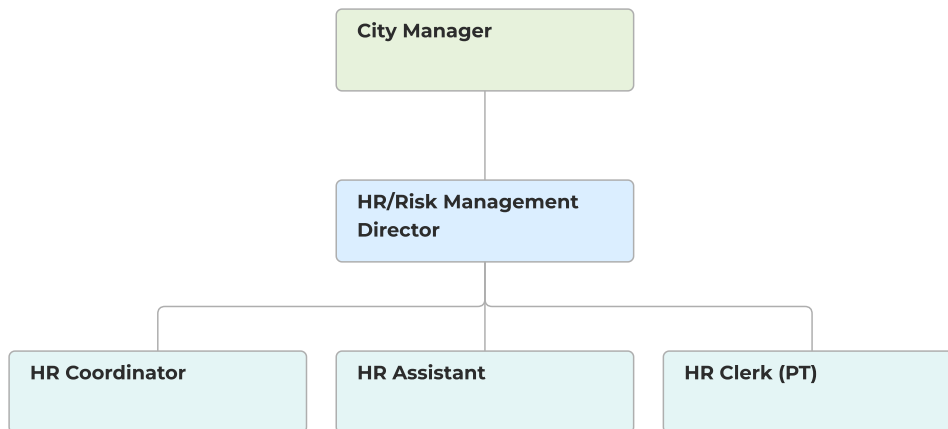 City Manager
HR/Risk Management
Director
HR Coordinator
HR Assistant
HR Clerk (PT)